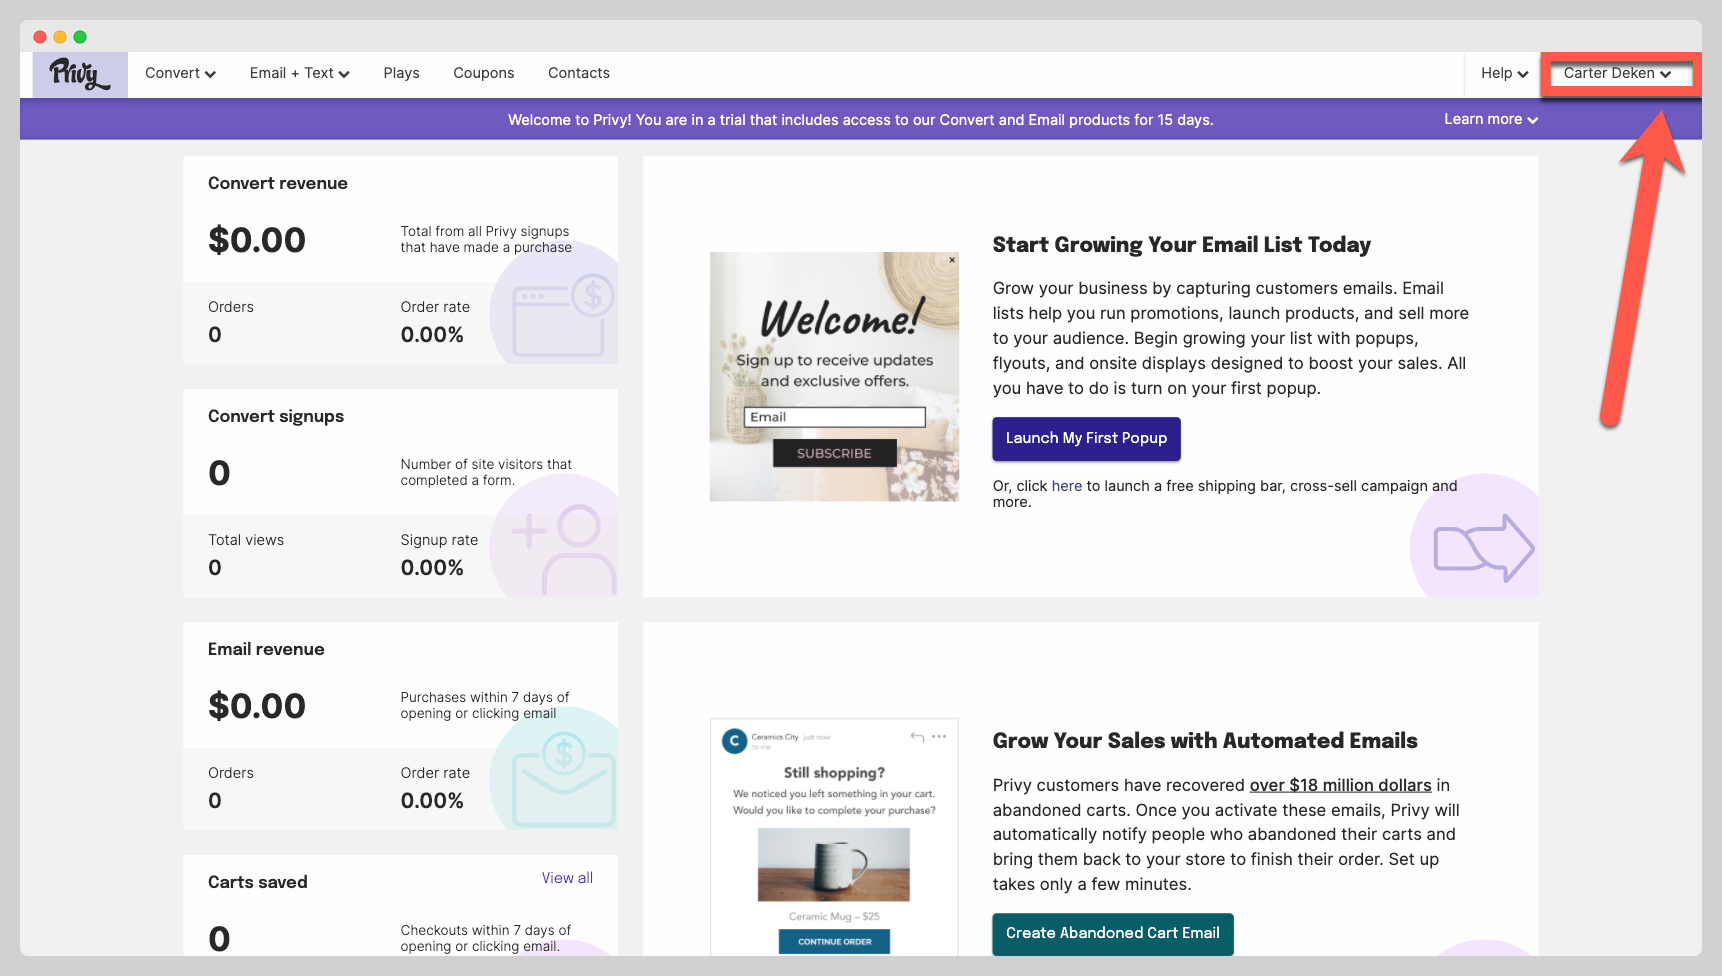 Privy
Convert
Email + Text
Plays
Coupons
Contacts
Help
Carter Deken
Welcome to Privy! You are in a trial that includes access to our Convert and Email products for 15 days.
Learn more
Convert revenue
$0.00
Total from all Privy signups
that have made a purchase
Orders
0
Order rate
0.00%
Convert signups
0
Number of site visitors that
completed a form.
Total views
0
Signup rate
0.00%
Email revenue
$0.00
Purchases within 7 days of
opening or clicking email
Orders
0
Order rate
0.00%
Carts saved
View all
0
Checkouts within 7 days of
opening or clicking email.
Welcome!
Sign up to receive updates
and exclusive offers.
Email
SUBSCRIBE
Start Growing Your Email List Today
Grow your business by capturing customers emails. Email
lists help you run promotions, launch products, and sell more
to your audience. Begin growing your list with popups,
flyouts, and onsite displays designed to boost your sales. All
you have to do is turn on your first popup.
Launch My First Popup
Or, click here to launch a free shipping bar, cross-sell campaign and
more.
C
Ceramics City just now
to me
Still shopping?
We noticed you left something in your cart.
Would you like to complete your purchase?
Ceramic Mug – $25
CONTINUE ORDER
Grow Your Sales with Automated Emails
Privy customers have recovered over $18 million dollars in
abandoned carts. Once you activate these emails, Privy will
automatically notify people who abandoned their carts and
bring them back to your store to finish their order. Set up
takes only a few minutes.
Create Abandoned Cart Email